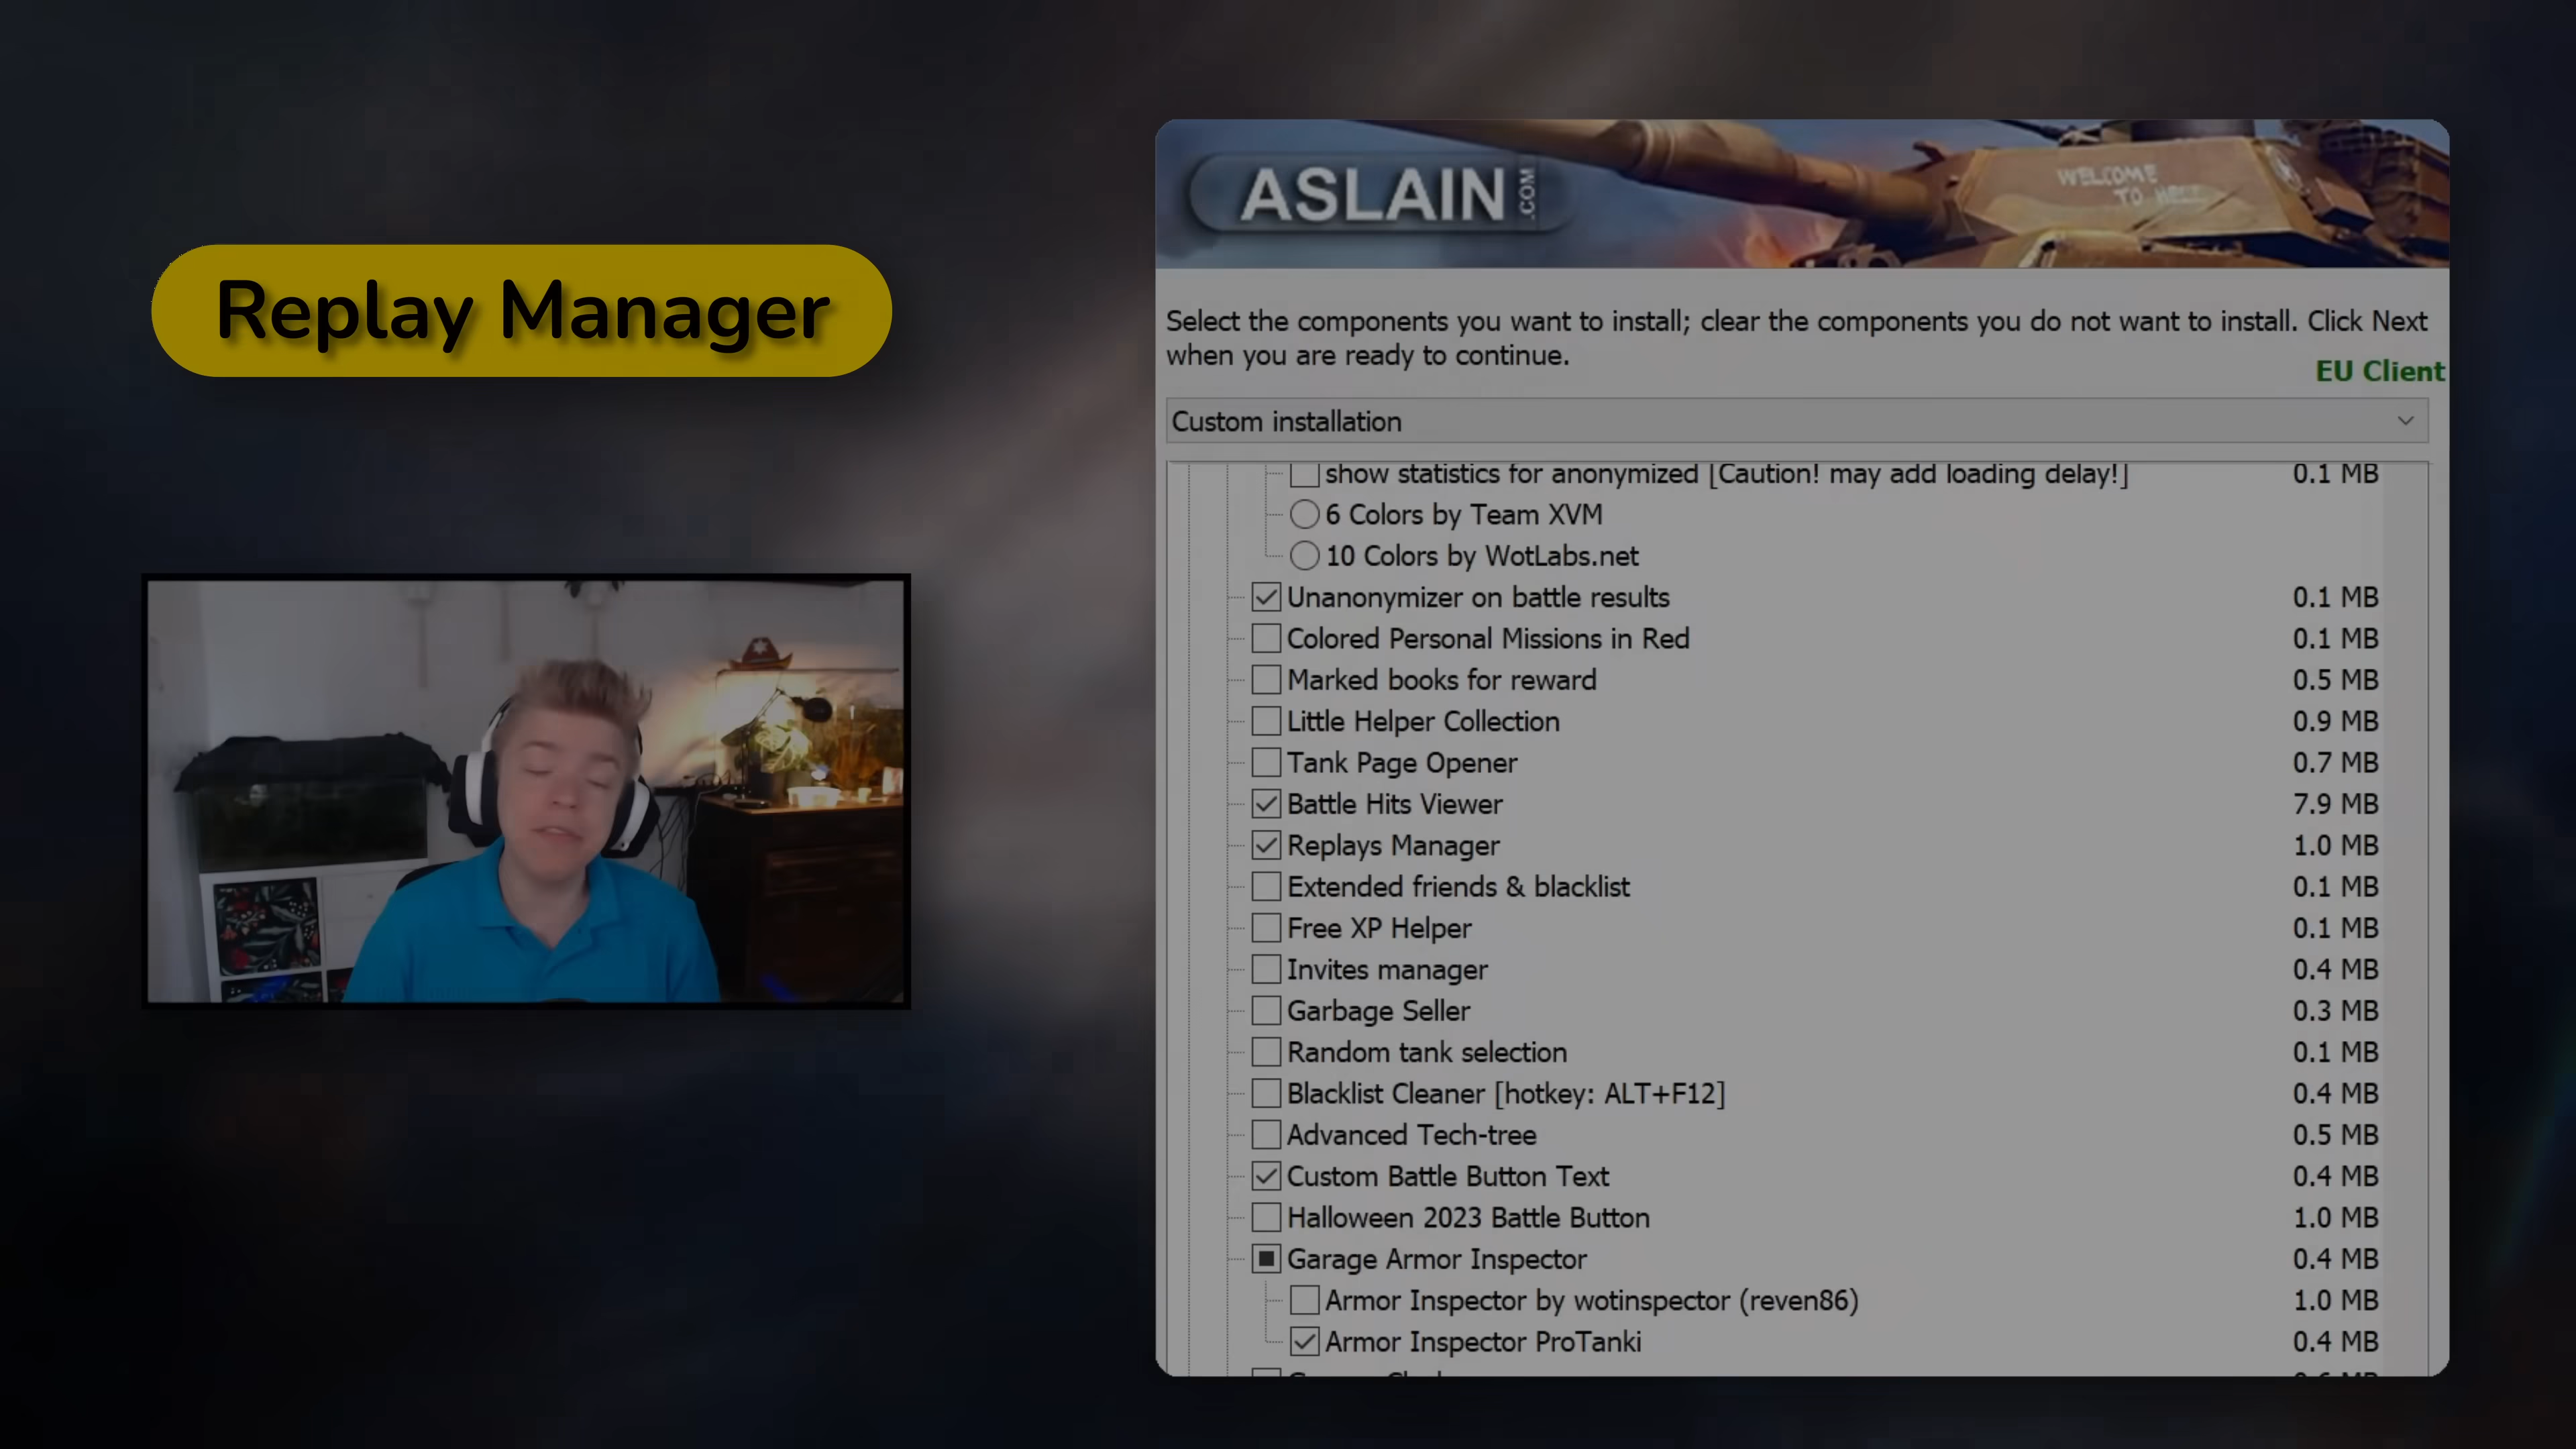 Replay Manager
ASLAIN.COM
WELCOME
TO HELL
Select the components you want to install; clear the components you do not want to install. Click Next
when you are ready to continue.
EU Client
Custom installation
show statistics for anonymized [Caution! may add loading delay!] 0.1 MB
6 Colors by Team XVM
10 Colors by WotLabs.net
Unanonymizer on battle results 0.1 MB
Colored Personal Missions in Red 0.1 MB
Marked books for reward 0.5 MB
Little Helper Collection 0.9 MB
Tank Page Opener 0.7 MB
Battle Hits Viewer 7.9 MB
Replays Manager 1.0 MB
Extended friends & blacklist 0.1 MB
Free XP Helper 0.1 MB
Invites manager 0.4 MB
Garbage Seller 0.3 MB
Random tank selection 0.1 MB
Blacklist Cleaner [hotkey: ALT+F12] 0.4 MB
Advanced Tech-tree 0.5 MB
Custom Battle Button Text 0.4 MB
Halloween 2023 Battle Button 1.0 MB
Garage Armor Inspector 0.4 MB
Armor Inspector by wotinspector (reven86) 1.0 MB
Armor Inspector ProTanki 0.4 MB